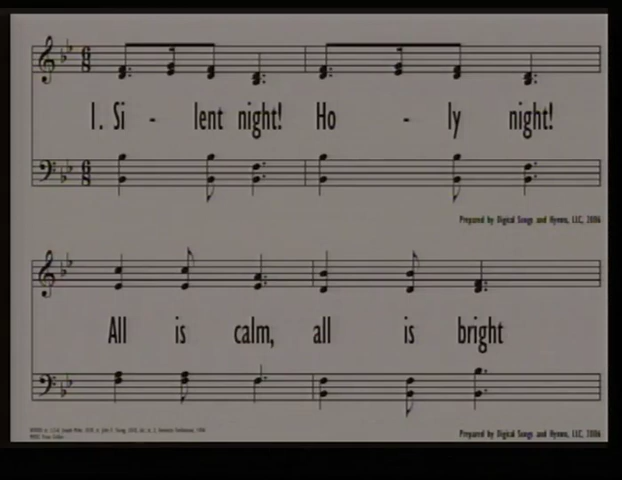 1. Si - lent night! Ho - ly night!
Prepared by Digital Songs and Hymns, LLC, 2006
All is calm, all is bright
Prepared by Digital Songs and Hymns, LLC, 2006